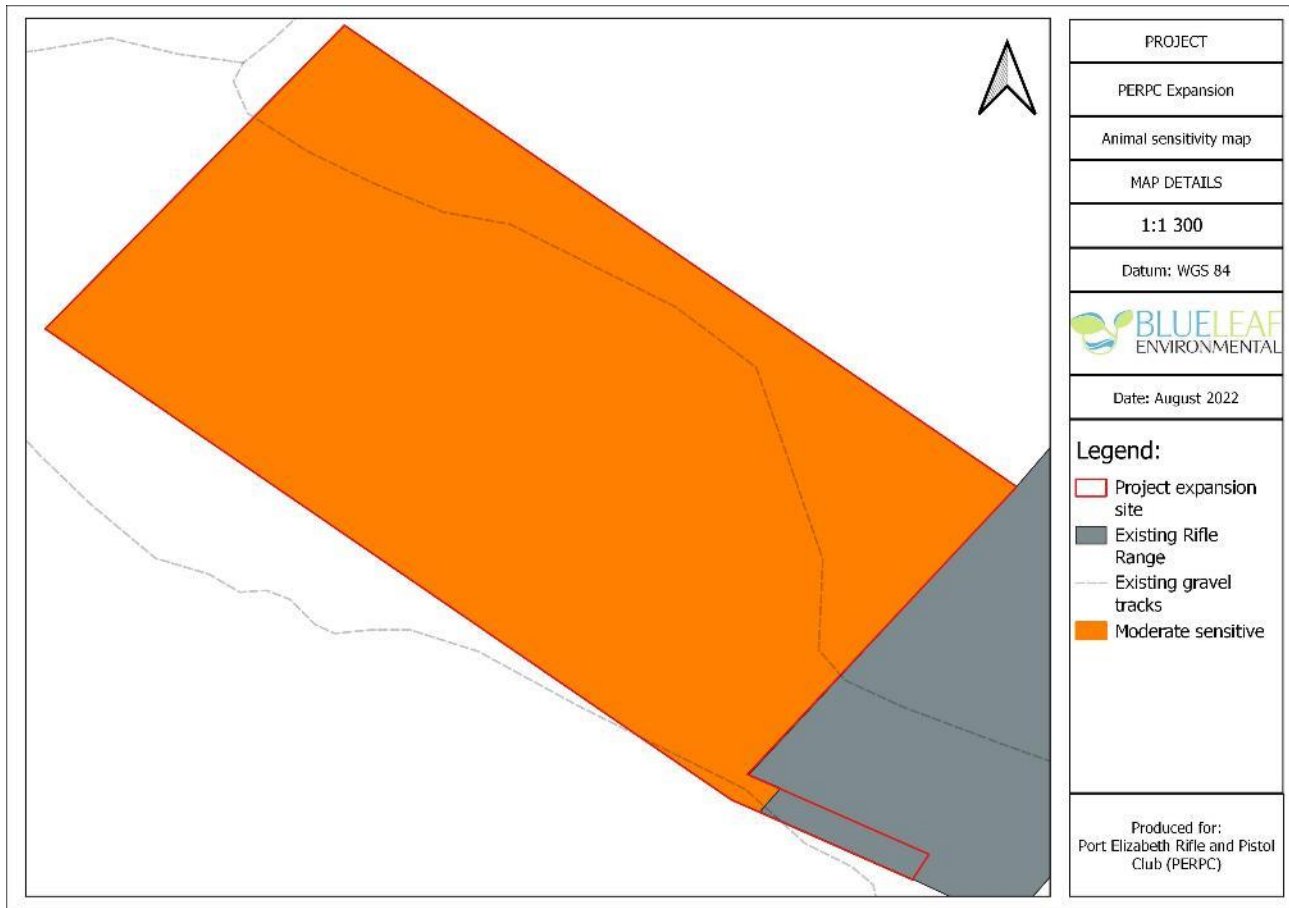 PROJECT
PERPC Expansion
Animal sensitivity map
MAP DETAILS
1:1 300
Datum: WGS 84
BLUELEAF
ENVIRONMENTAL
Date: August 2022
Legend:
Project expansion
site
Existing Rifle
Range
Existing gravel
tracks
Moderate sensitive
Produced for:
Port Elizabeth Rifle and Pistol
Club (PERPC)